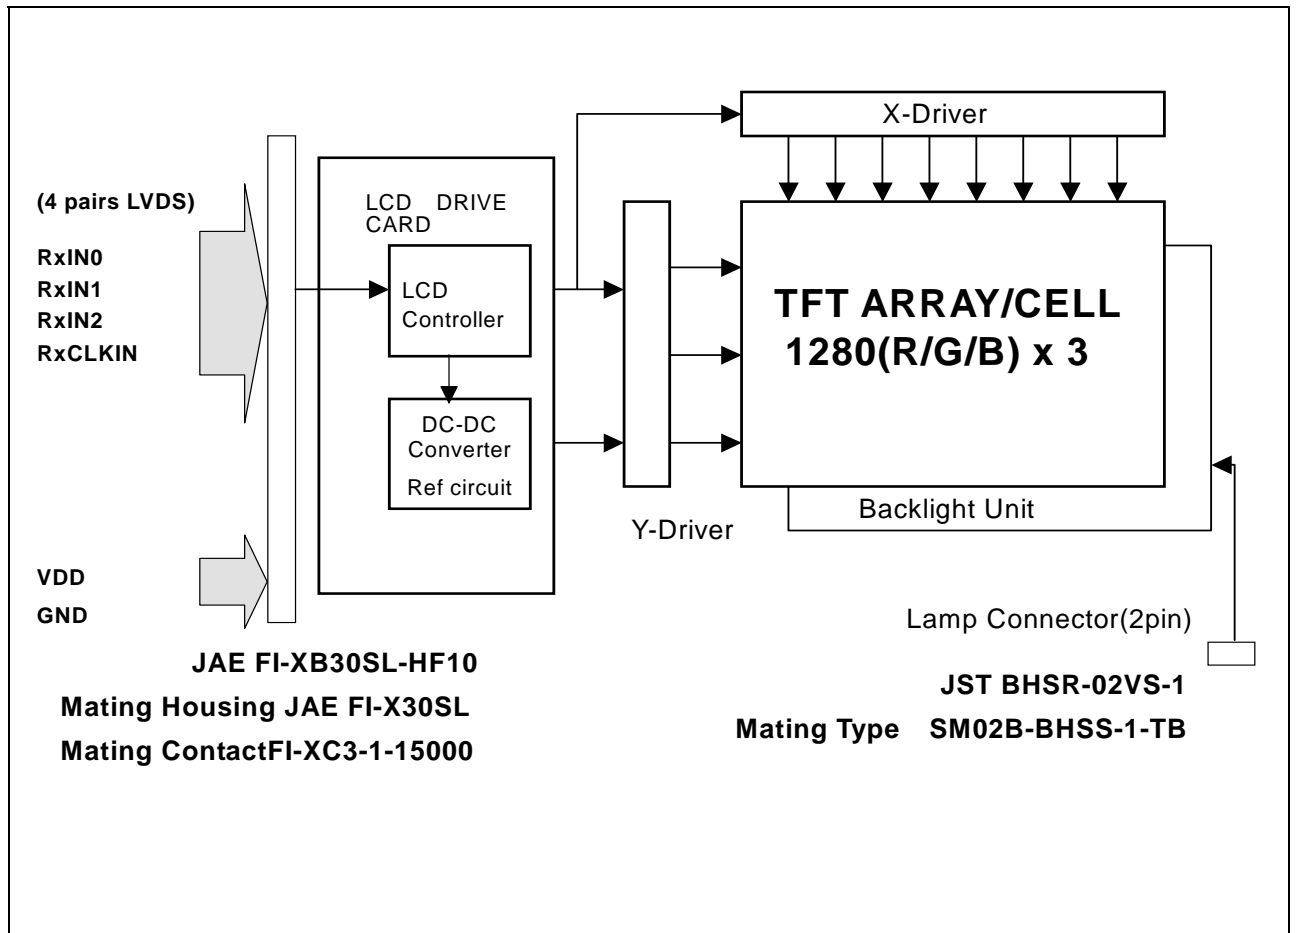 X-Driver
(4 pairs LVDS)
RxIN0
RxIN1
RxIN2
RxCLKIN
LCD DRIVE
CARD
LCD
Controller
DC-DC
Converter
Ref circuit
TFT ARRAY/CELL
1280(R/G/B) x 3
Backlight Unit
Y-Driver
VDD
GND
Lamp Connector(2pin)
JAE FI-XB30SL-HF10
Mating Housing JAE FI-X30SL
Mating ContactFI-XC3-1-15000
JST BHSR-02VS-1
Mating Type SM02B-BHSS-1-TB